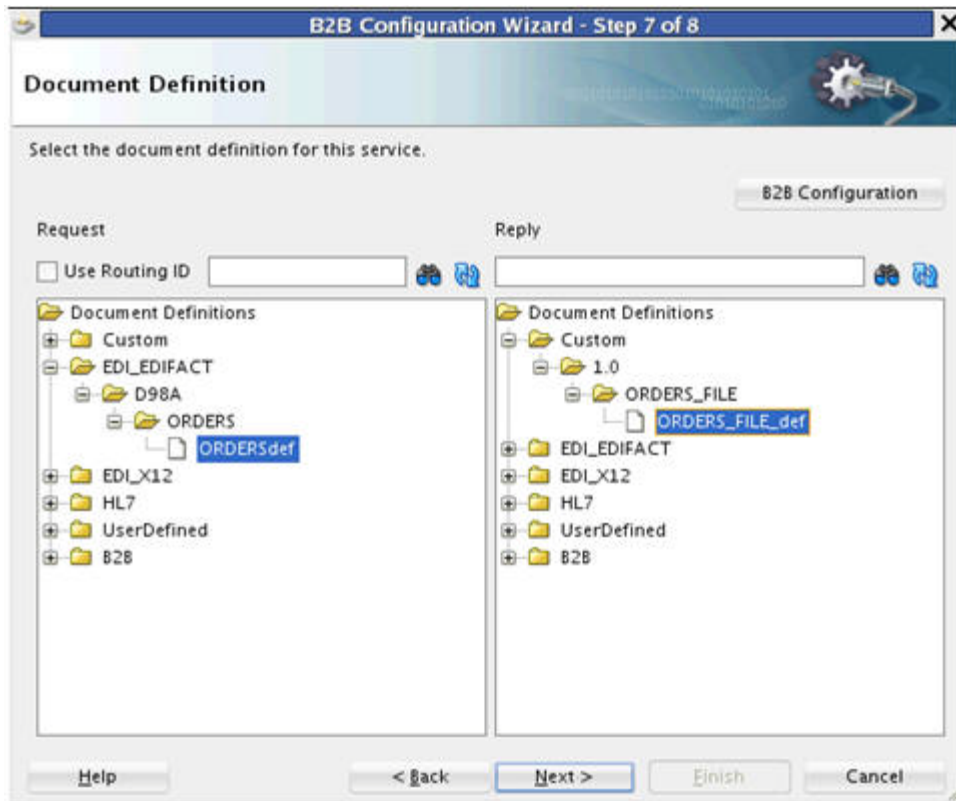 B2B Configuration Wizard - Step 7 of 8
Document Definition
Select the document definition for this service.
B2B Configuration
Request
Reply
Use Routing ID
Document Definitions
Custom
EDI_EDIFACT
D98A
ORDERS
ORDERSdef
EDI_X12
HL7
UserDefined
B2B
Document Definitions
Custom
1.0
ORDERS_FILE
ORDERS_FILE_def
EDI_EDIFACT
EDI_X12
HL7
UserDefined
B2B
Help
< Back
Next >
Finish
Cancel